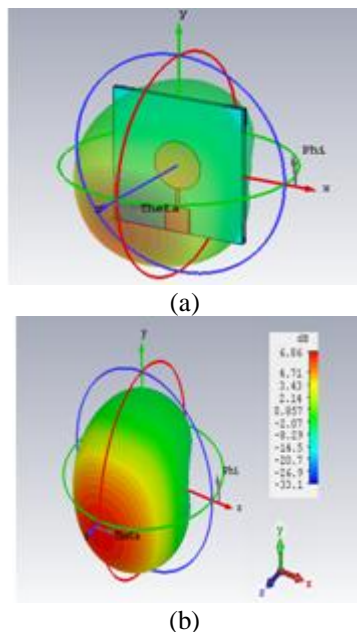 y
Phi
x
Theta
(a)
y
dB
6.86
4.71
3.43
2.14
0.857
-2.07
-8.29
-14.5
-20.7
-26.9
-33.1
Phi
x
Theta
y
z
x
(b)